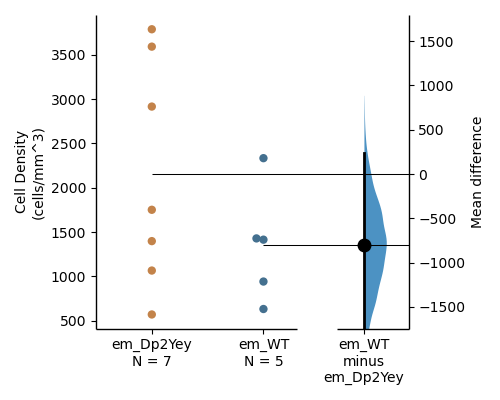 Cell Density
(cells/mm^3)
3500
3000
2500
2000
1500
1000
500
em_Dp2Yey
N = 7
em_WT
N = 5
em_WT
minus
em_Dp2Yey
1500
1000
500
0
−500
−1000
−1500
Mean difference